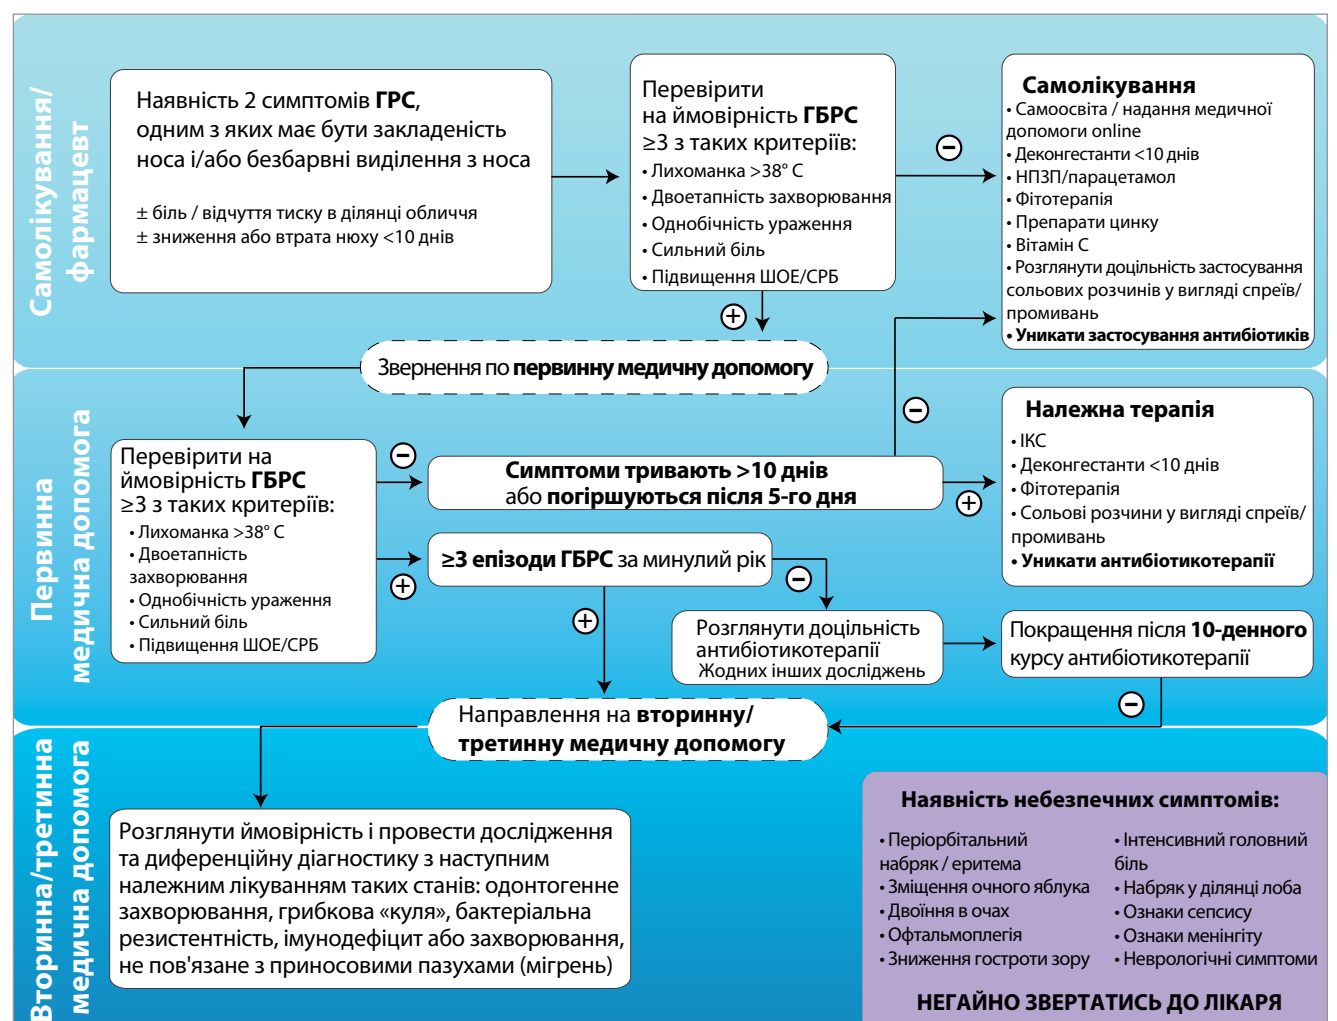 Самолікування/
фармацевт
Наявність 2 симптомів ГРС,
одним з яких має бути закладеність
носа і/або безбарвні виділення з носа
± біль / відчуття тиску в ділянці обличчя
± зниження або втрата нюху <10 днів
Перевірити
на ймовірність ГБРС
≥3 з таких критеріїв:
• Лихоманка >38° C
• Двоетапність захворювання
• Однобічність ураження
• Сильний біль
• Підвищення ШОЕ/СРБ
−
+
Самолікування
• Самоосвіта / надання медичної
допомоги online
• Деконгестанти <10 днів
• НПЗП/парацетамол
• Фітотерапія
• Препарати цинку
• Вітамін С
• Розглянути доцільність застосування
сольових розчинів у вигляді спреїв/
промивань
• Уникати застосування антибіотиків
Звернення по первинну медичну допомогу
Первинна
медична допомога
Перевірити на
ймовірність ГБРС
≥3 з таких критеріїв:
• Лихоманка >38° C
• Двоетапність
захворювання
• Однобічність ураження
• Сильний біль
• Підвищення ШОЕ/СРБ
−
+
Симптоми тривають >10 днів
або погіршуються після 5-го дня
−
+
Належна терапія
• ІКС
• Деконгестанти <10 днів
• Фітотерапія
• Сольові розчини у вигляді спреїв/
промивань
• Уникати антибіотикотерапії
≥3 епізоди ГБРС за минулий рік
−
+
Розглянути доцільність
антибіотикотерапії
Жодних інших досліджень
Покращення після 10-денного
курсу антибіотикотерапії
−
Направлення на вторинну/
третинну медичну допомогу
Вторинна/третинна
медична допомога
Розглянути ймовірність і провести дослідження
та диференційну діагностику з наступним
належним лікуванням таких станів: одонтогенне
захворювання, грибкова «куля», бактеріальна
резистентність, імунодефіцит або захворювання,
не пов'язане з приносовими пазухами (мігрень)
Наявність небезпечних симптомів:
• Періорбітальний
набряк / еритема
• Зміщення очного яблука
• Двоїння в очах
• Офтальмоплегія
• Зниження гостроти зору
• Інтенсивний головний
біль
• Набряк у ділянці лоба
• Ознаки сепсису
• Ознаки менінгіту
• Неврологічні симптоми
НЕГАЙНО ЗВЕРТАТИСЬ ДО ЛІКАРЯ